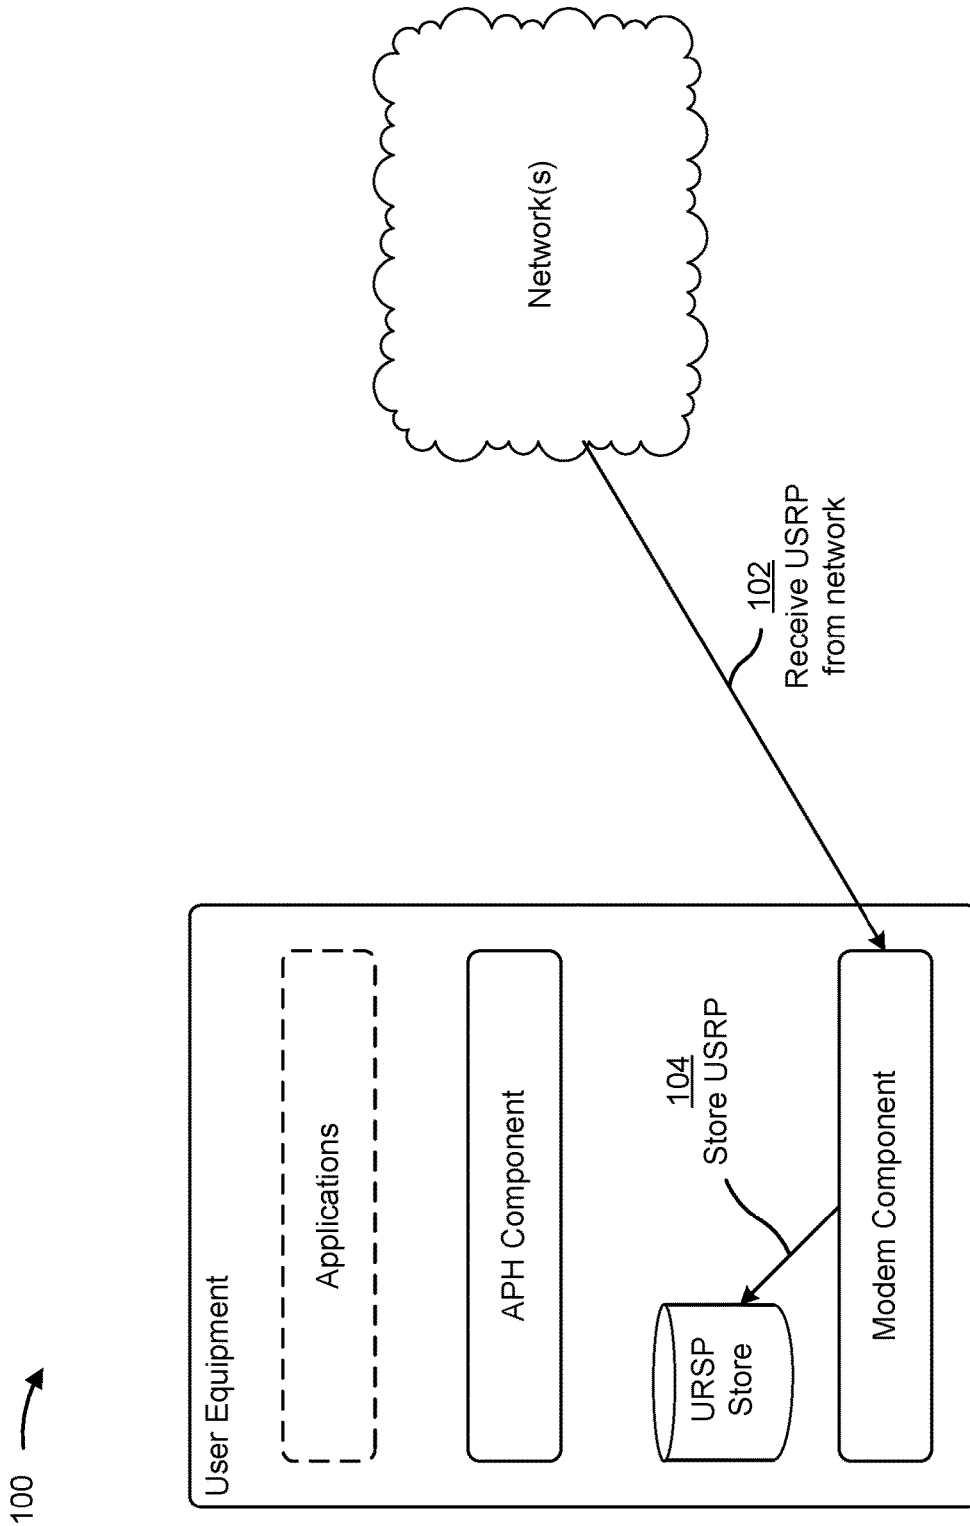 100
User Equipment
Applications
APH Component
URSP
Store
104
Store USRP
Modem Component
102
Receive USRP
from network
Network(s)